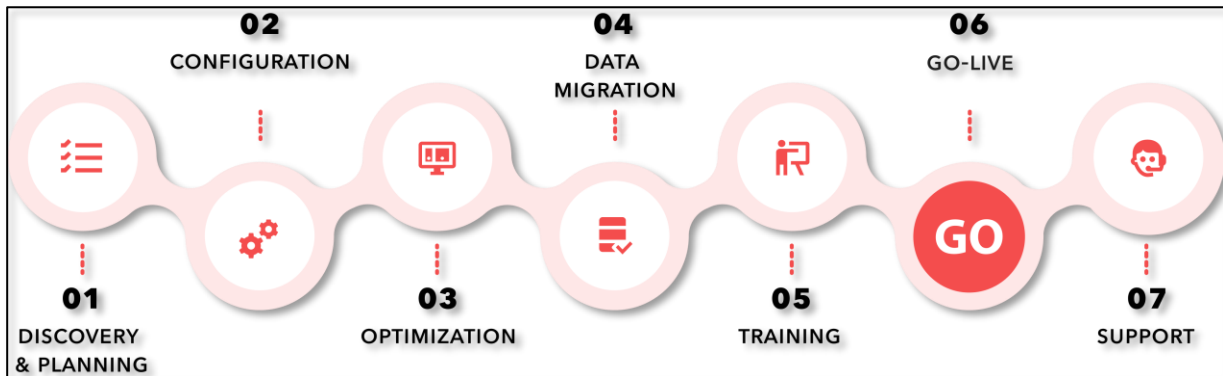 01
DISCOVERY
& PLANNING
02
CONFIGURATION
03
OPTIMIZATION
04
DATA
MIGRATION
05
TRAINING
06
GO-LIVE
GO
07
SUPPORT